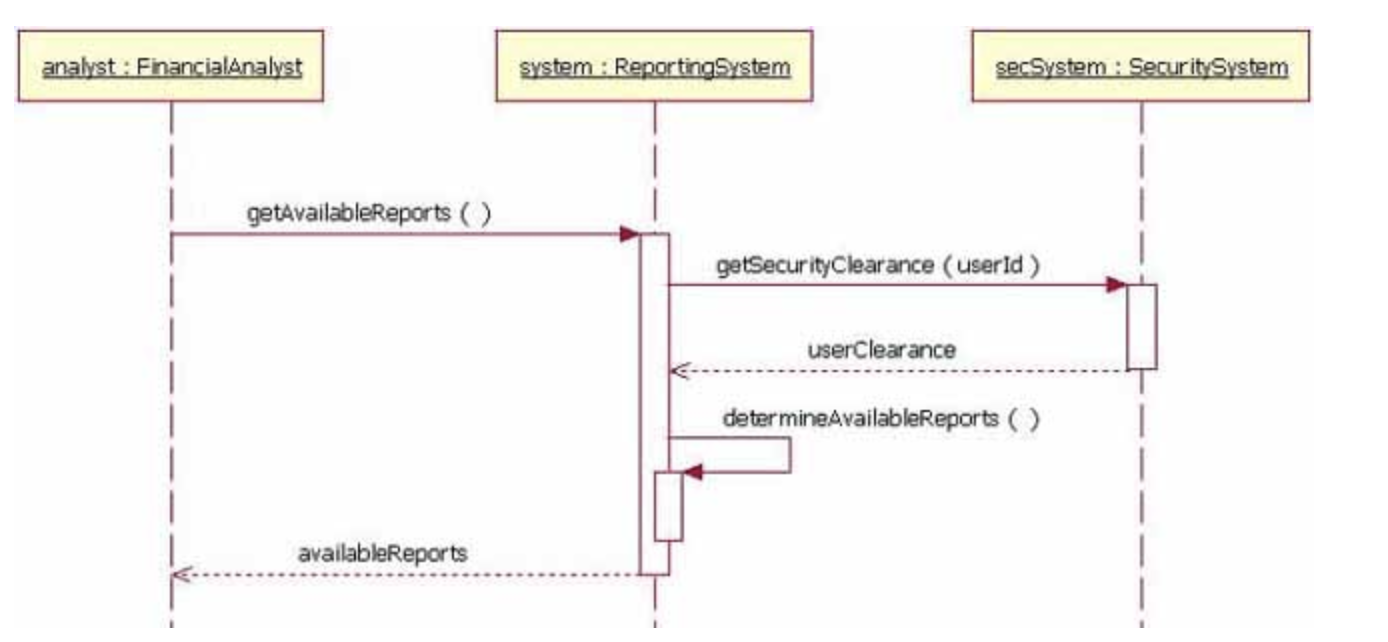 analyst : FinancialAnalyst
system : ReportingSystem
secSystem : SecuritySystem
getAvailableReports ( )
getSecurityClearance ( userId )
userClearance
determineAvailableReports ( )
availableReports